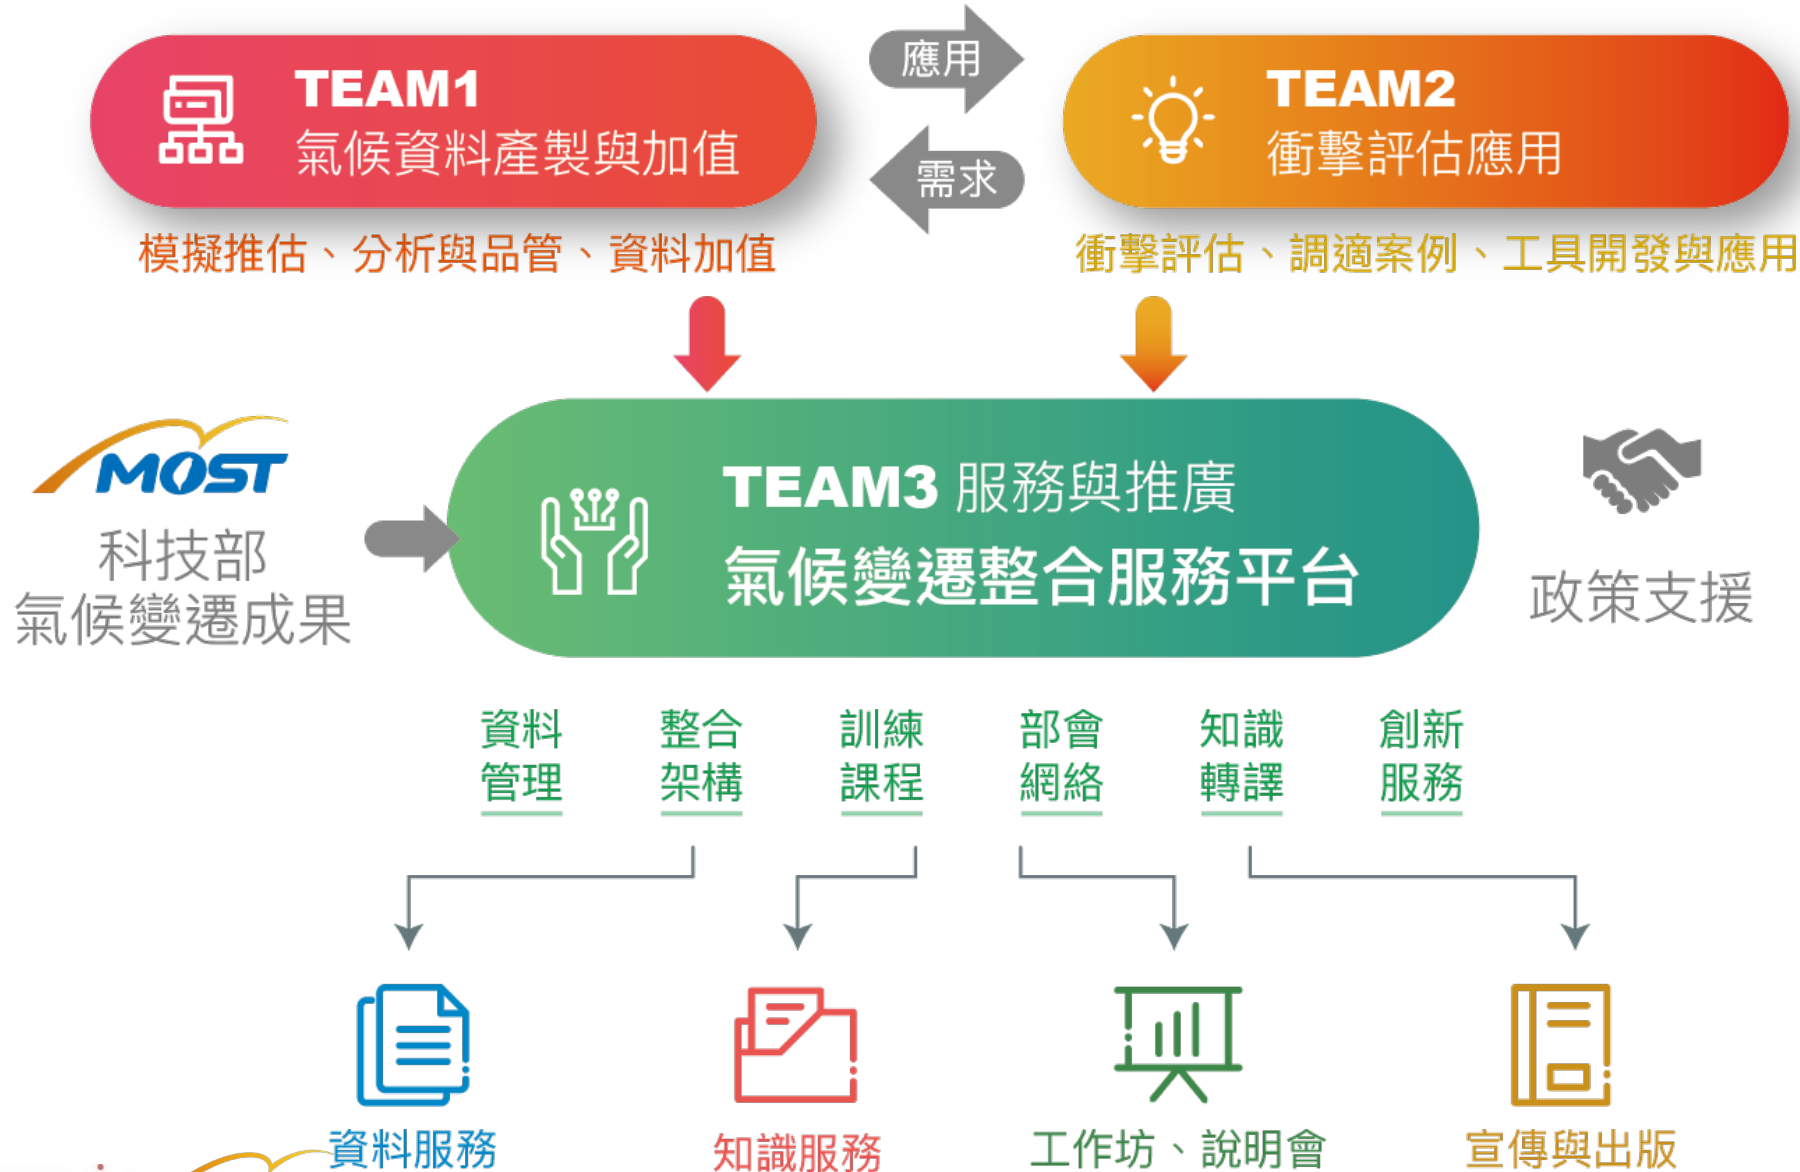 TEAM1
氣候資料產製與加值
應用
需求
TEAM2
衝擊評估應用
模擬推估、分析與品管、資料加值
衝擊評估、調適案例、工具開發與應用
MOST
科技部
氣候變遷成果
TEAM3 服務與推廣
氣候變遷整合服務平台
政策支援
資料
管理
整合
架構
訓練
課程
部會
網絡
知識
轉譯
創新
服務
資料服務
知識服務
工作坊、說明會
宣傳與出版